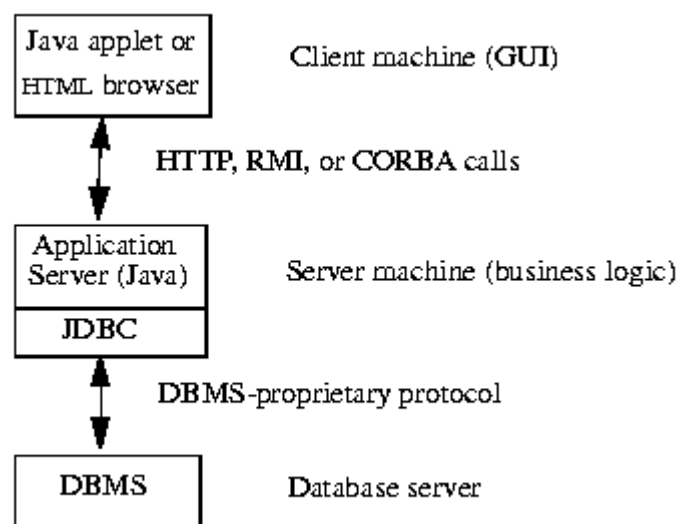 Java applet or
HTML browser
Client machine (GUI)
HTTP, RMI, or CORBA calls
Application
Server (Java)
Server machine (business logic)
JDBC
DBMS-proprietary protocol
DBMS
Database server